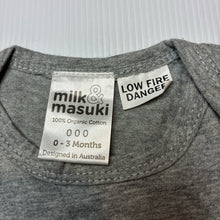 milk&
masuki
100% Organic Cotton
000
0 - 3 Months
Designed in Australia
LOW FIRE
DANGER